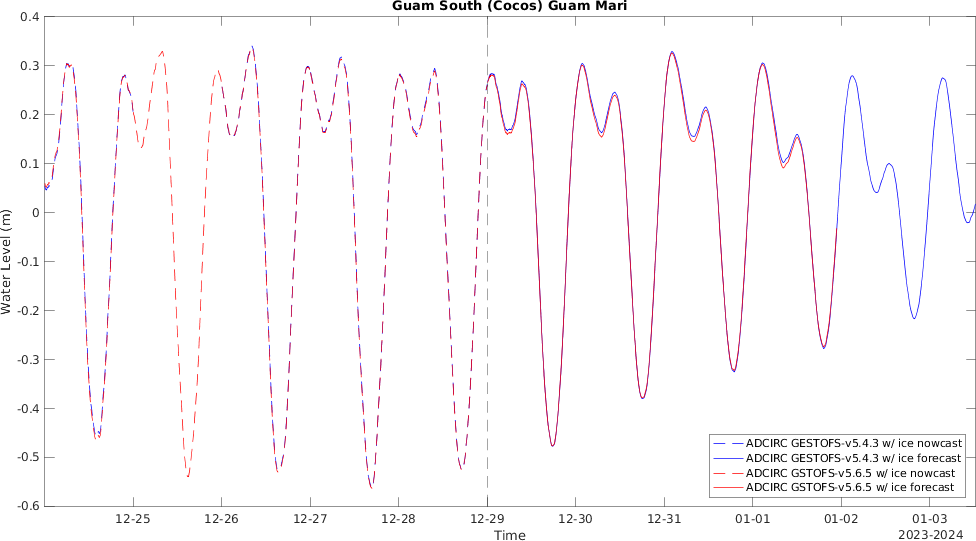 Guam South (Cocos) Guam Mari
0.4
0.3
0.2
0.1
0
-0.1
-0.2
-0.3
-0.4
-0.5
-0.6
Water Level (m)
ADCIRC GESTOFS-v5.4.3 w/ ice nowcast
ADCIRC GESTOFS-v5.4.3 w/ ice forecast
ADCIRC GSTOFS-v5.6.5 w/ ice nowcast
ADCIRC GSTOFS-v5.6.5 w/ ice forecast
12-25 12-26 12-27 12-28 12-29 12-30 12-31 01-01 01-02 01-03
Time
2023-2024